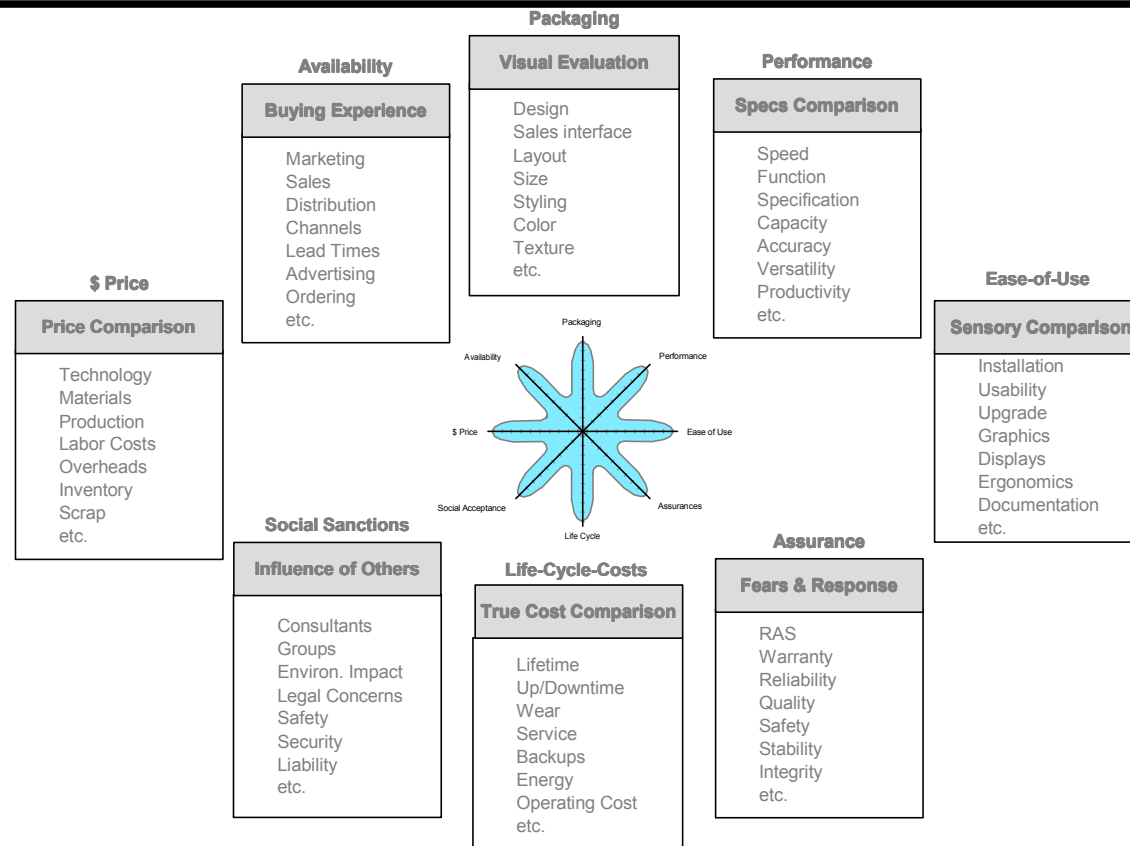 Packaging
Visual Evaluation
Design
Sales interface
Layout
Size
Styling
Color
Texture
etc.
Availability
Buying Experience
Marketing
Sales
Distribution
Channels
Lead Times
Advertising
Ordering
etc.
Performance
Specs Comparison
Speed
Function
Specification
Capacity
Accuracy
Versatility
Productivity
etc.
$ Price
Price Comparison
Technology
Materials
Production
Labor Costs
Overheads
Inventory
Scrap
etc.
Ease-of-Use
Sensory Comparison
Installation
Usability
Upgrade
Graphics
Displays
Ergonomics
Documentation
etc.
Packaging
Availability
Performance
$ Price
Ease of Use
Social Acceptance
Assurances
Life Cycle
Social Sanctions
Influence of Others
Consultants
Groups
Environ. Impact
Legal Concerns
Safety
Security
Liability
etc.
Life-Cycle-Costs
True Cost Comparison
Lifetime
Up/Downtime
Wear
Service
Backups
Energy
Operating Cost
etc.
Assurance
Fears & Response
RAS
Warranty
Reliability
Quality
Safety
Stability
Integrity
etc.